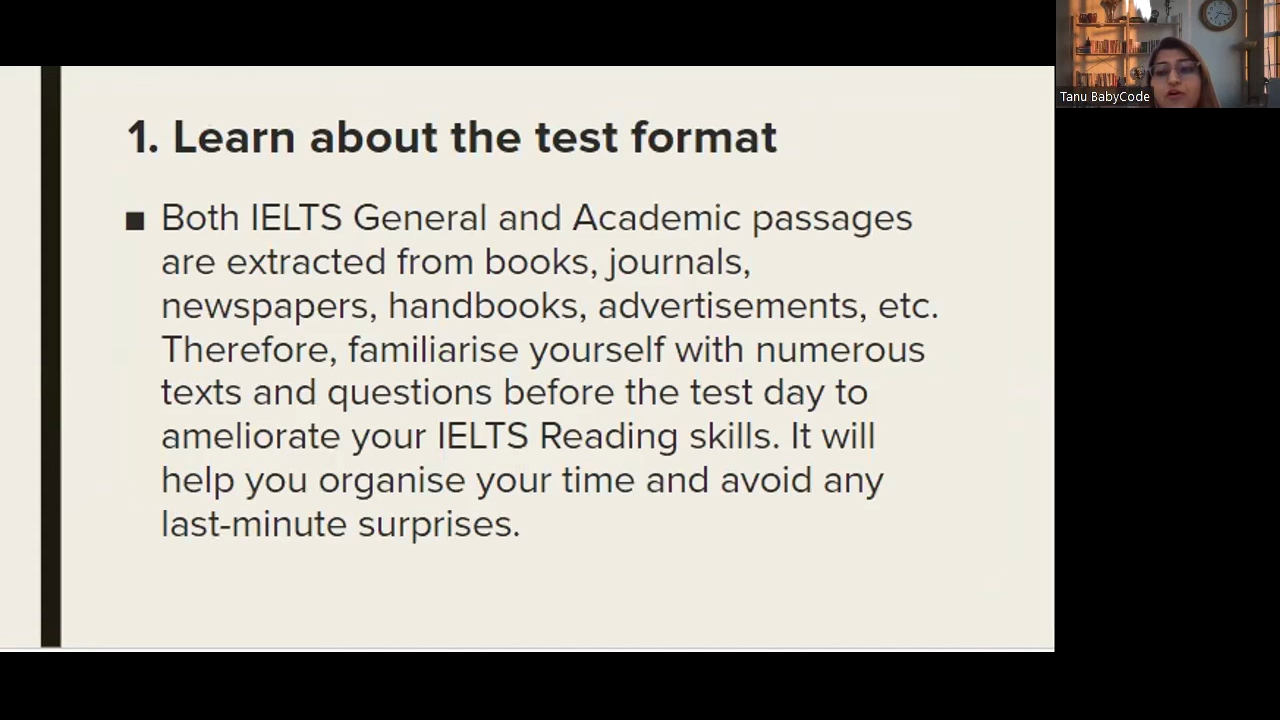 1. Learn about the test format
■ Both IELTS General and Academic passages
are extracted from books, journals,
newspapers, handbooks, advertisements, etc.
Therefore, familiarise yourself with numerous
texts and questions before the test day to
ameliorate your IELTS Reading skills. It will
help you organise your time and avoid any
last-minute surprises.
Tanu BabyCode